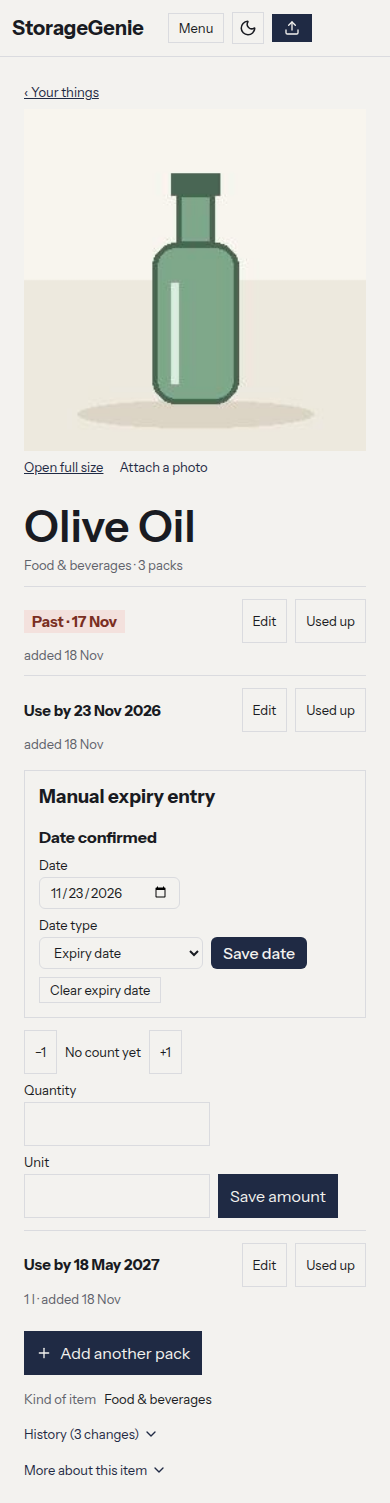 StorageGenie Menu
‹ Your things
Open full size Attach a photo
Olive Oil
Food & beverages · 3 packs
Past · 17 Nov Edit Used up
added 18 Nov
Use by 23 Nov 2026 Edit Used up
added 18 Nov
Manual expiry entry
Date confirmed
Date
11/23/2026
Date type
Expiry date Save date
Clear expiry date
−1 No count yet +1
Quantity
Unit
Save amount
Use by 18 May 2027 Edit Used up
1 l · added 18 Nov
+ Add another pack
Kind of item Food & beverages
History (3 changes)
More about this item